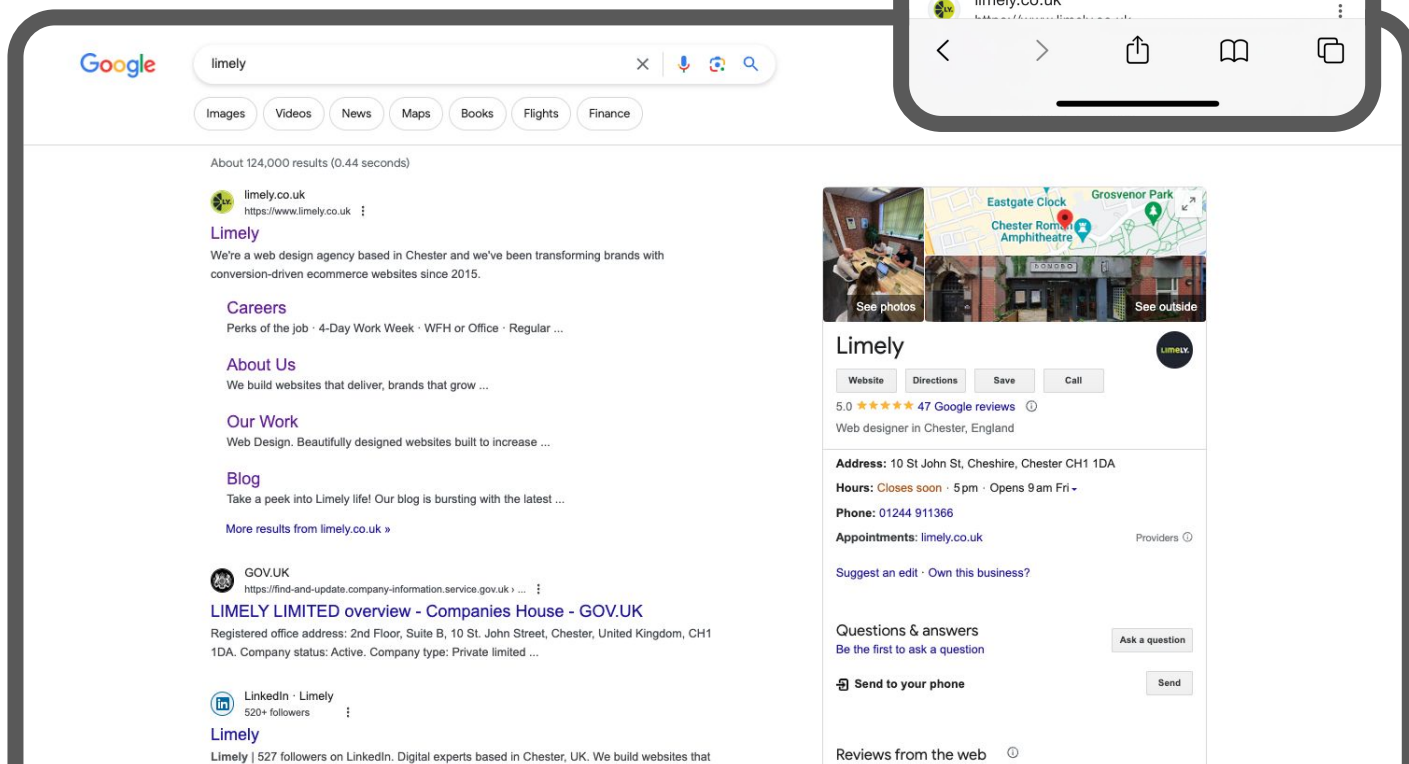 limely.co.uk
Google
limely
Images Videos News Maps Books Flights Finance
About 124,000 results (0.44 seconds)
limely.co.uk
https://www.limely.co.uk
Limely
We're a web design agency based in Chester and we've been transforming brands with
conversion-driven ecommerce websites since 2015.
Careers
Perks of the job · 4-Day Work Week · WFH or Office · Regular ...
About Us
We build websites that deliver, brands that grow ...
Our Work
Web Design. Beautifully designed websites built to increase ...
Blog
Take a peek into Limely life! Our blog is bursting with the latest ...
More results from limely.co.uk »
GOV.UK
https://find-and-update.company-information.service.gov.uk › ...
LIMELY LIMITED overview - Companies House - GOV.UK
Registered office address: 2nd Floor, Suite B, 10 St. John Street, Chester, United Kingdom, CH1
1DA. Company status: Active. Company type: Private limited ...
LinkedIn · Limely
520+ followers
Limely
Limely | 527 followers on LinkedIn. Digital experts based in Chester, UK. We build websites that
Eastgate Clock
Grosvenor Park
Chester Roman
Amphitheatre
BONOBO
See photos
See outside
Limely
LIMELY.
Website Directions Save Call
5.0 ★★★★★ 47 Google reviews
Web designer in Chester, England
Address: 10 St John St, Cheshire, Chester CH1 1DA
Hours: Closes soon · 5 pm · Opens 9 am Fri
Phone: 01244 911366
Appointments: limely.co.uk
Providers
Suggest an edit · Own this business?
Questions & answers
Be the first to ask a question
Ask a question
Send to your phone
Send
Reviews from the web